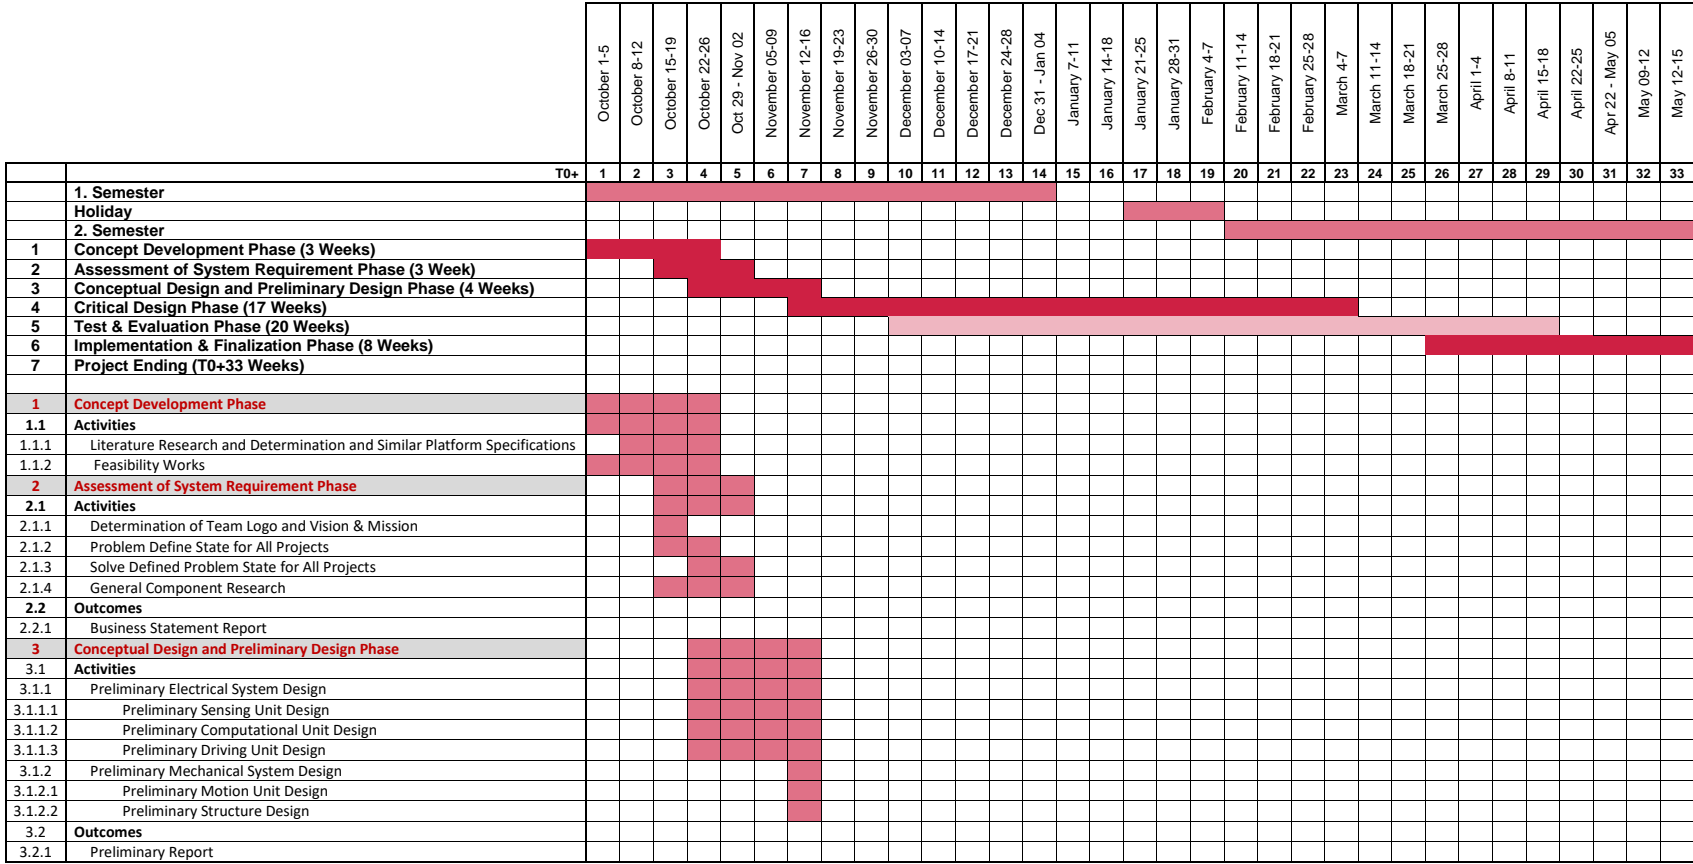 October 1-5
October 8-12
October 15-19
October 22-26
Oct 29 - Nov 02
November 05-09
November 12-16
November 19-23
November 26-30
December 03-07
December 10-14
December 17-21
December 24-28
Dec 31 - Jan 04
January 7-11
January 14-18
January 21-25
January 28-31
February 4-7
February 11-14
February 18-21
February 25-28
March 4-7
March 11-14
March 18-21
March 25-28
April 1-4
April 8-11
April 15-18
April 22-25
Apr 22 - May 05
May 09-12
May 12-15
T0+ 1 2 3 4 5 6 7 8 9 10 11 12 13 14 15 16 17 18 19 20 21 22 23 24 25 26 27 28 29 30 31 32 33
1. Semester
Holiday
2. Semester
1 Concept Development Phase (3 Weeks)
2 Assessment of System Requirement Phase (3 Week)
3 Conceptual Design and Preliminary Design Phase (4 Weeks)
4 Critical Design Phase (17 Weeks)
5 Test & Evaluation Phase (20 Weeks)
6 Implementation & Finalization Phase (8 Weeks)
7 Project Ending (T0+33 Weeks)
1 Concept Development Phase
1.1 Activities
1.1.1 Literature Research and Determination and Similar Platform Specifications
1.1.2 Feasibility Works
2 Assessment of System Requirement Phase
2.1 Activities
2.1.1 Determination of Team Logo and Vision & Mission
2.1.2 Problem Define State for All Projects
2.1.3 Solve Defined Problem State for All Projects
2.1.4 General Component Research
2.2 Outcomes
2.2.1 Business Statement Report
3 Conceptual Design and Preliminary Design Phase
3.1 Activities
3.1.1 Preliminary Electrical System Design
3.1.1.1 Preliminary Sensing Unit Design
3.1.1.2 Preliminary Computational Unit Design
3.1.1.3 Preliminary Driving Unit Design
3.1.2 Preliminary Mechanical System Design
3.1.2.1 Preliminary Motion Unit Design
3.1.2.2 Preliminary Structure Design
3.2 Outcomes
3.2.1 Preliminary Report